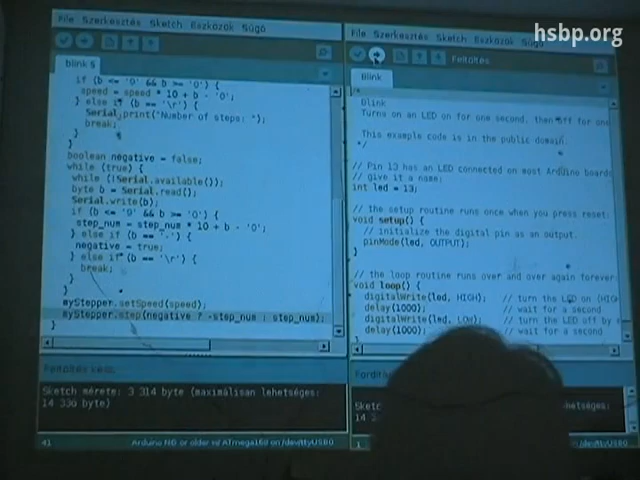 hsbp.org
File Szerkesztés Sketch Eszközök Súgó
blink §
if (b <= '9' && b >= '0') {
speed = speed * 10 + b - '0';
} else if (b == '\r') {
Serial.print("Number of steps: ");
break;
}
}
boolean negative = false;
while (true) {
while (!Serial.available());
byte b = Serial.read();
Serial.write(b);
if (b <= '9' && b >= '0') {
step_num = step_num * 10 + b - '0';
} else if (b == '-') {
negative = true;
} else if (b == '\r') {
break;
}
}
myStepper.setSpeed(speed);
myStepper.step(negative ? -step_num : step_num);
}
Feltöltés kész.
Sketch mérete: 3 314 byte (maximálisan lehetséges:
14 336 byte)
41
Arduino NG or older w/ ATmega168 on /dev/ttyUSB0
File Szerkesztés Sketch Eszközök Súgó
Feltöltés
Blink
/*
Blink
Turns on an LED on for one second, then off for one
This example code is in the public domain.
*/
// Pin 13 has an LED connected on most Arduino boards
// give it a name:
int led = 13;
// the setup routine runs once when you press reset:
void setup() {
// initialize the digital pin as an output.
pinMode(led, OUTPUT);
}
// the loop routine runs over and over again forever
void loop() {
digitalWrite(led, HIGH); // turn the LED on (HIG
delay(1000); // wait for a second
digitalWrite(led, LOW); // turn the LED off by
delay(1000); // wait for a second
}
Fordítá
Sketc
14 3
1
/dev/ttyUSB0